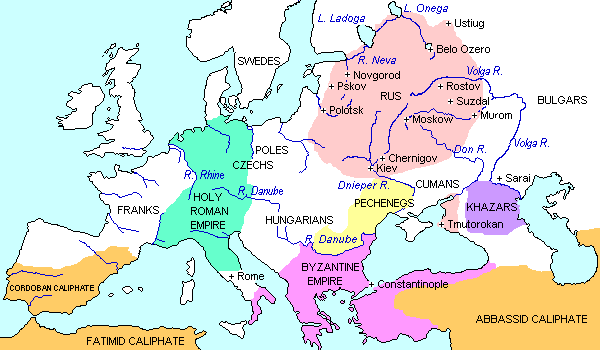 L. Onega
L. Ladoga
+ Ustiug
+ Belo Ozero
R. Neva
SWEDES
+ Novgorod
Volga R.
+ Pskov
+ Rostov
RUS
+ Suzdal
BULGARS
+ Polotsk
+ Moskow
+ Murom
Volga R.
POLES
Don R.
CZECHS
+ Chernigov
+ Kiev
R. Rhine
+ Sarai
Dnieper R.
CUMANS
R. Danube
HOLY
ROMAN
EMPIRE
PECHENEGS
KHAZARS
FRANKS
HUNGARIANS
+ Tmutorokan
R. Danube
BYZANTINE
EMPIRE
+ Rome
+ Constantinople
CORDOBAN CALIPHATE
ABBASSID CALIPHATE
FATIMID CALIPHATE